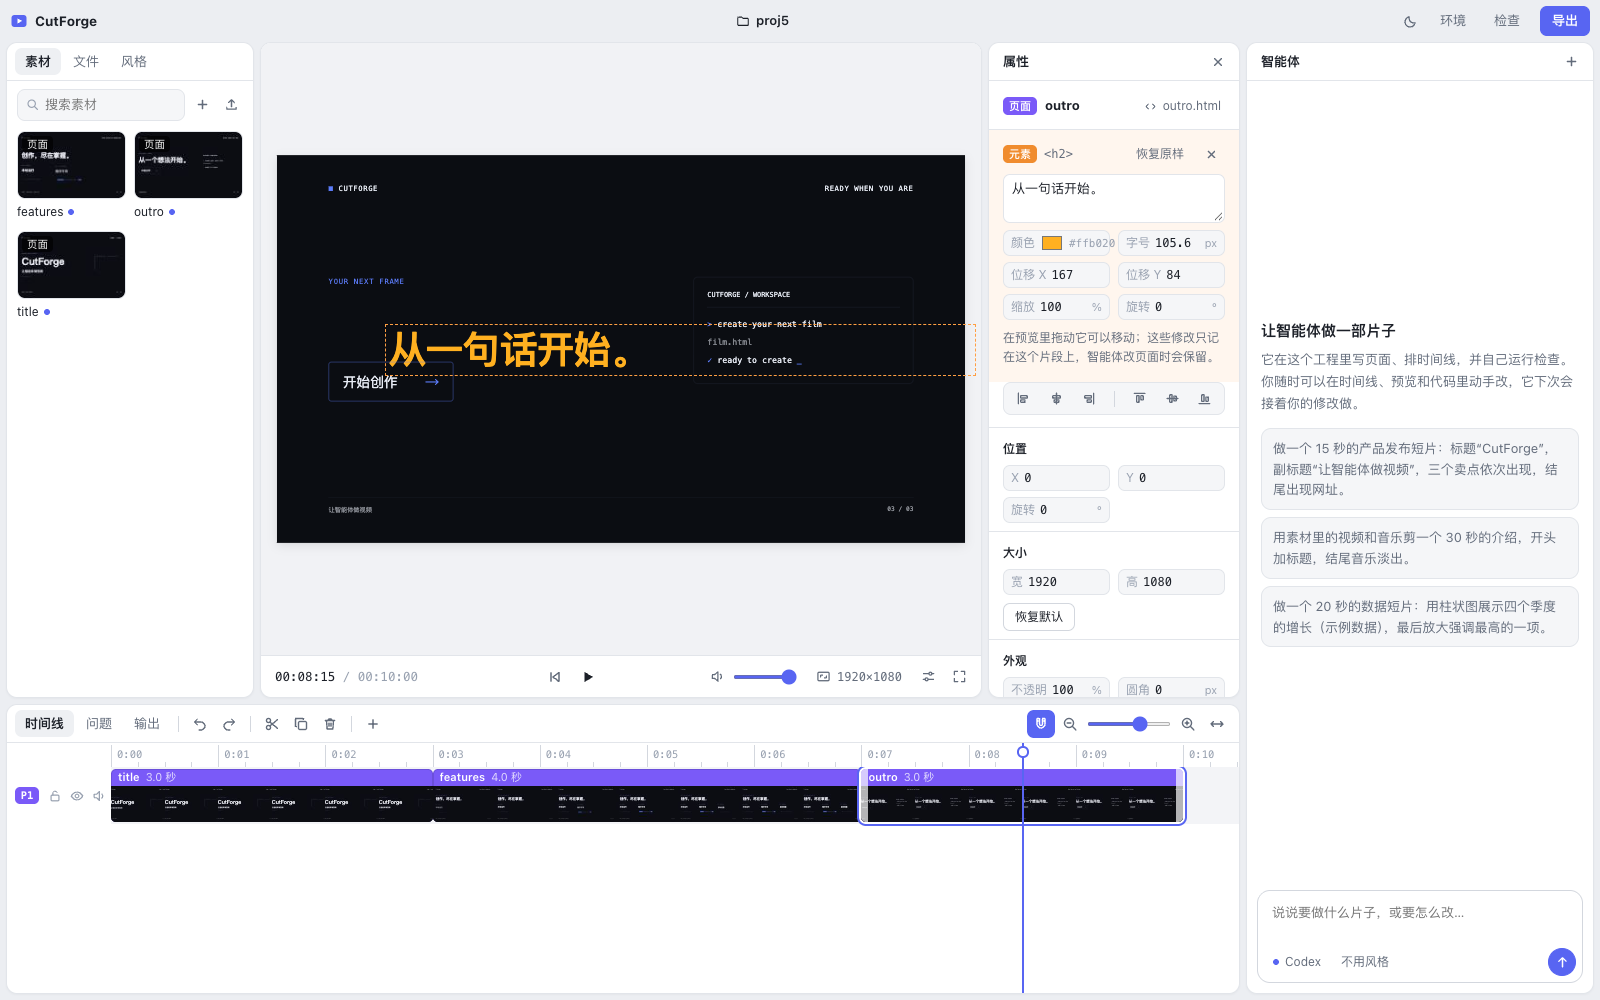 CutForge
proj5
环境
检查
导出
素材
文件
风格
搜索素材
页面
创作，尽在掌握。
页面
从一个想法开始。
features
outro
页面
CutForge
title
CUTFORGE
READY WHEN YOU ARE
YOUR NEXT FRAME
CUTFORGE / WORKSPACE
> create your next film
film.html
✓ ready to create _
从一句话开始。
开始创作 →
让智能体做视频
03 / 03
00:08:15 / 00:10:00
1920×1080
属性
页面 outro
outro.html
元素 <h2>
恢复原样
从一句话开始。
颜色 #ffb020
字号 105.6 px
位移 X 167
位移 Y 84
缩放 100 %
旋转 0 °
在预览里拖动它可以移动；这些修改只记
在这个片段上，智能体改页面时会保留。
位置
X 0
Y 0
旋转 0 °
大小
宽 1920
高 1080
恢复默认
外观
不透明 100 %
圆角 0 px
智能体
让智能体做一部片子
它在这个工程里写页面、排时间线，并自己运行检查。
你随时可以在时间线、预览和代码里动手改，它下次会
接着你的修改做。
做一个 15 秒的产品发布短片：标题“CutForge”，
副标题“让智能体做视频”，三个卖点依次出现，结
尾出现网址。
用素材里的视频和音乐剪一个 30 秒的介绍，开头
加标题，结尾音乐淡出。
做一个 20 秒的数据短片：用柱状图展示四个季度
的增长（示例数据），最后放大强调最高的一项。
说说要做什么片子，或要怎么改...
Codex
不用风格
时间线
问题
输出
0:00
0:01
0:02
0:03
0:04
0:05
0:06
0:07
0:08
0:09
0:10
P1
title 3.0 秒
features 4.0 秒
outro 3.0 秒
CutForge
CutForge
CutForge
CutForge
CutForge
CutForge